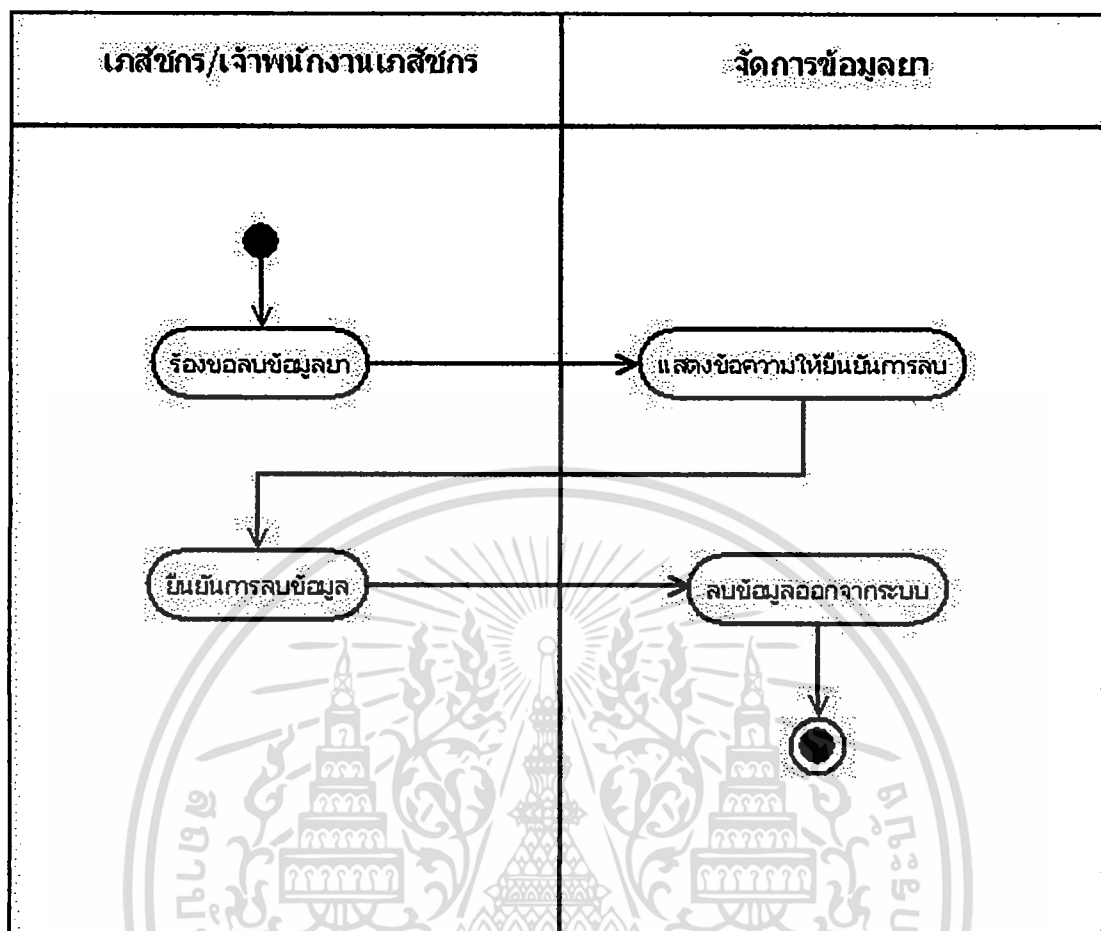 เภสัชกร/เจ้าพนักงานเภสัชกร
จัดการข้อมูลยา
ร้องขอลบข้อมูลยา
แสดงข้อความให้ยืนยันการลบ
ยืนยันการลบข้อมูล
ลบข้อมูลออกจากระบบ